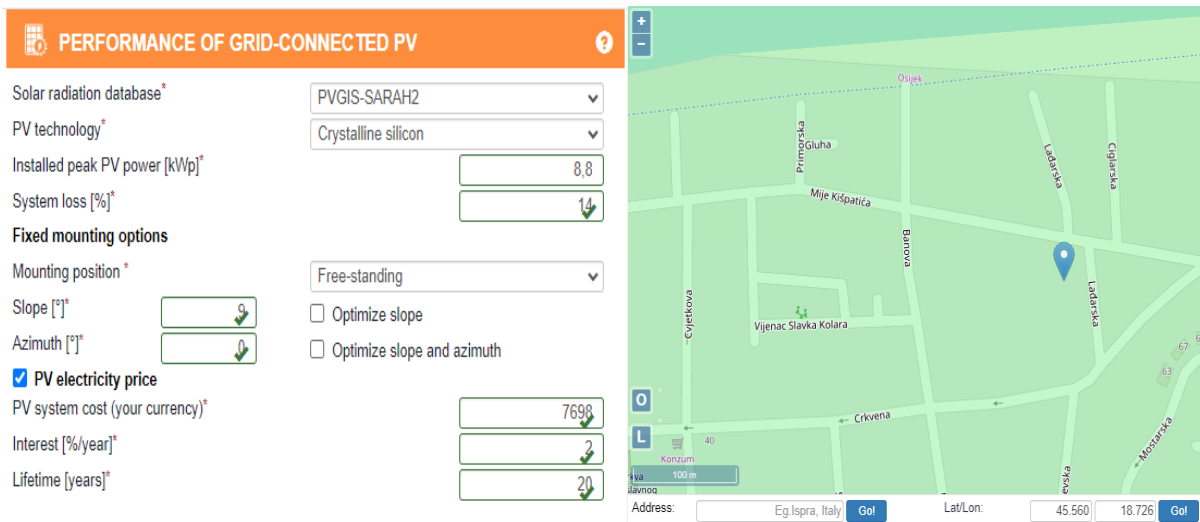 PERFORMANCE OF GRID-CONNECTED PV ?
Solar radiation database* PVGIS-SARAH2
PV technology* Crystalline silicon
Installed peak PV power [kWp]* 8,8
System loss [%]* 14
Fixed mounting options
Mounting position * Free-standing
Slope [°]* 9 Optimize slope
Azimuth [°]* 0 Optimize slope and azimuth
PV electricity price
PV system cost (your currency)* 7698
Interest [%/year]* 2
Lifetime [years]* 20
+
−
Osijek
Primorska
Gluha
Lađarska
Ciglarska
Mije Kišpatića
Banova
Lađarska
Cvjetkova
Vijenac Slavka Kolara
67
63
O
Crkvena
L
40
Konzum
Mostarska
100 m
Address: Eg.Ispra, Italy Go! Lat/Lon: 45.560 18.726 Go!